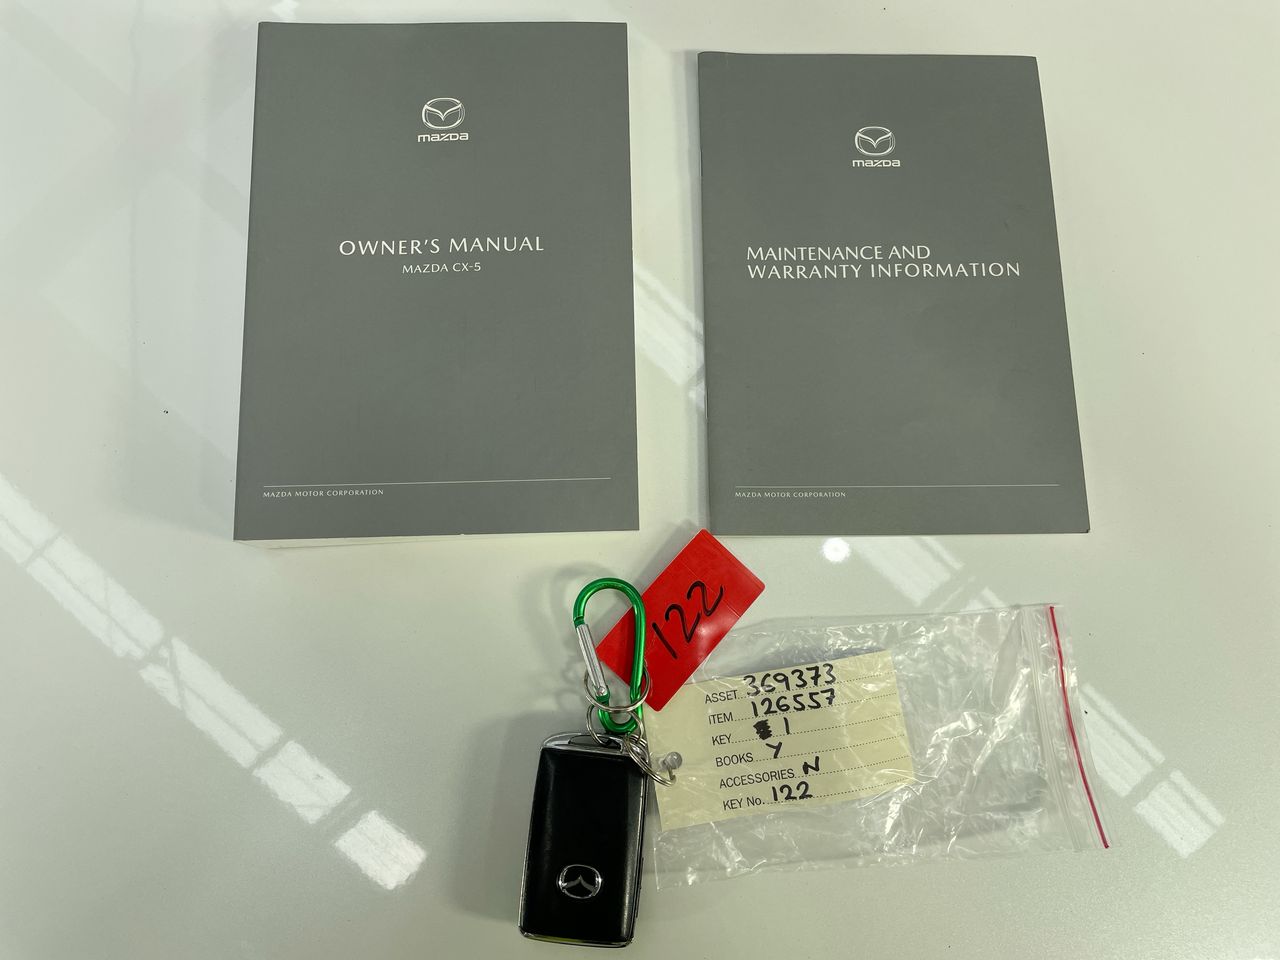 mazda
OWNER'S MANUAL
MAZDA CX-5
MAZDA MOTOR CORPORATION
mazda
MAINTENANCE AND
WARRANTY INFORMATION
MAZDA MOTOR CORPORATION
122
ASSET 369373
ITEM 126557
KEY 1
BOOKS Y
ACCESSORIES N
KEY No. 122